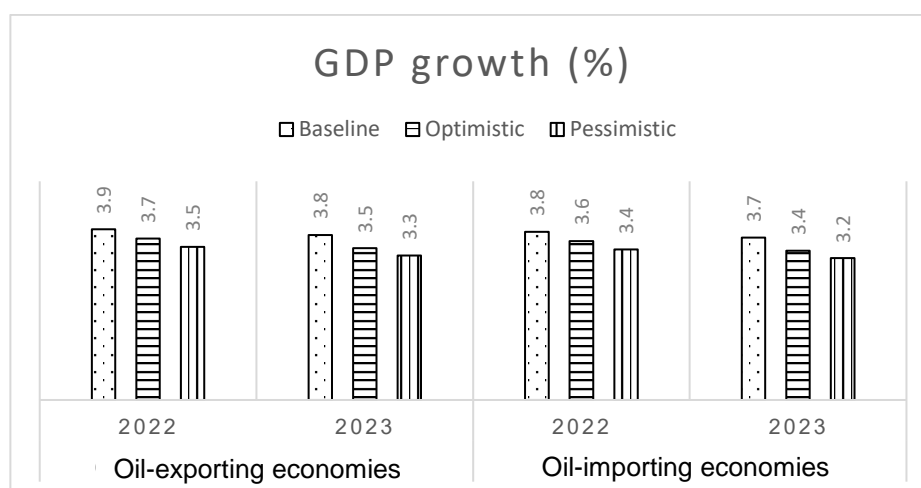 GDP growth (%)
Baseline Optimistic Pessimistic
3.9 3.7 3.5 3.8 3.5 3.3 3.8 3.6 3.4 3.7 3.4 3.2
2022 2023 2022 2023
Oil-exporting economies Oil-importing economies